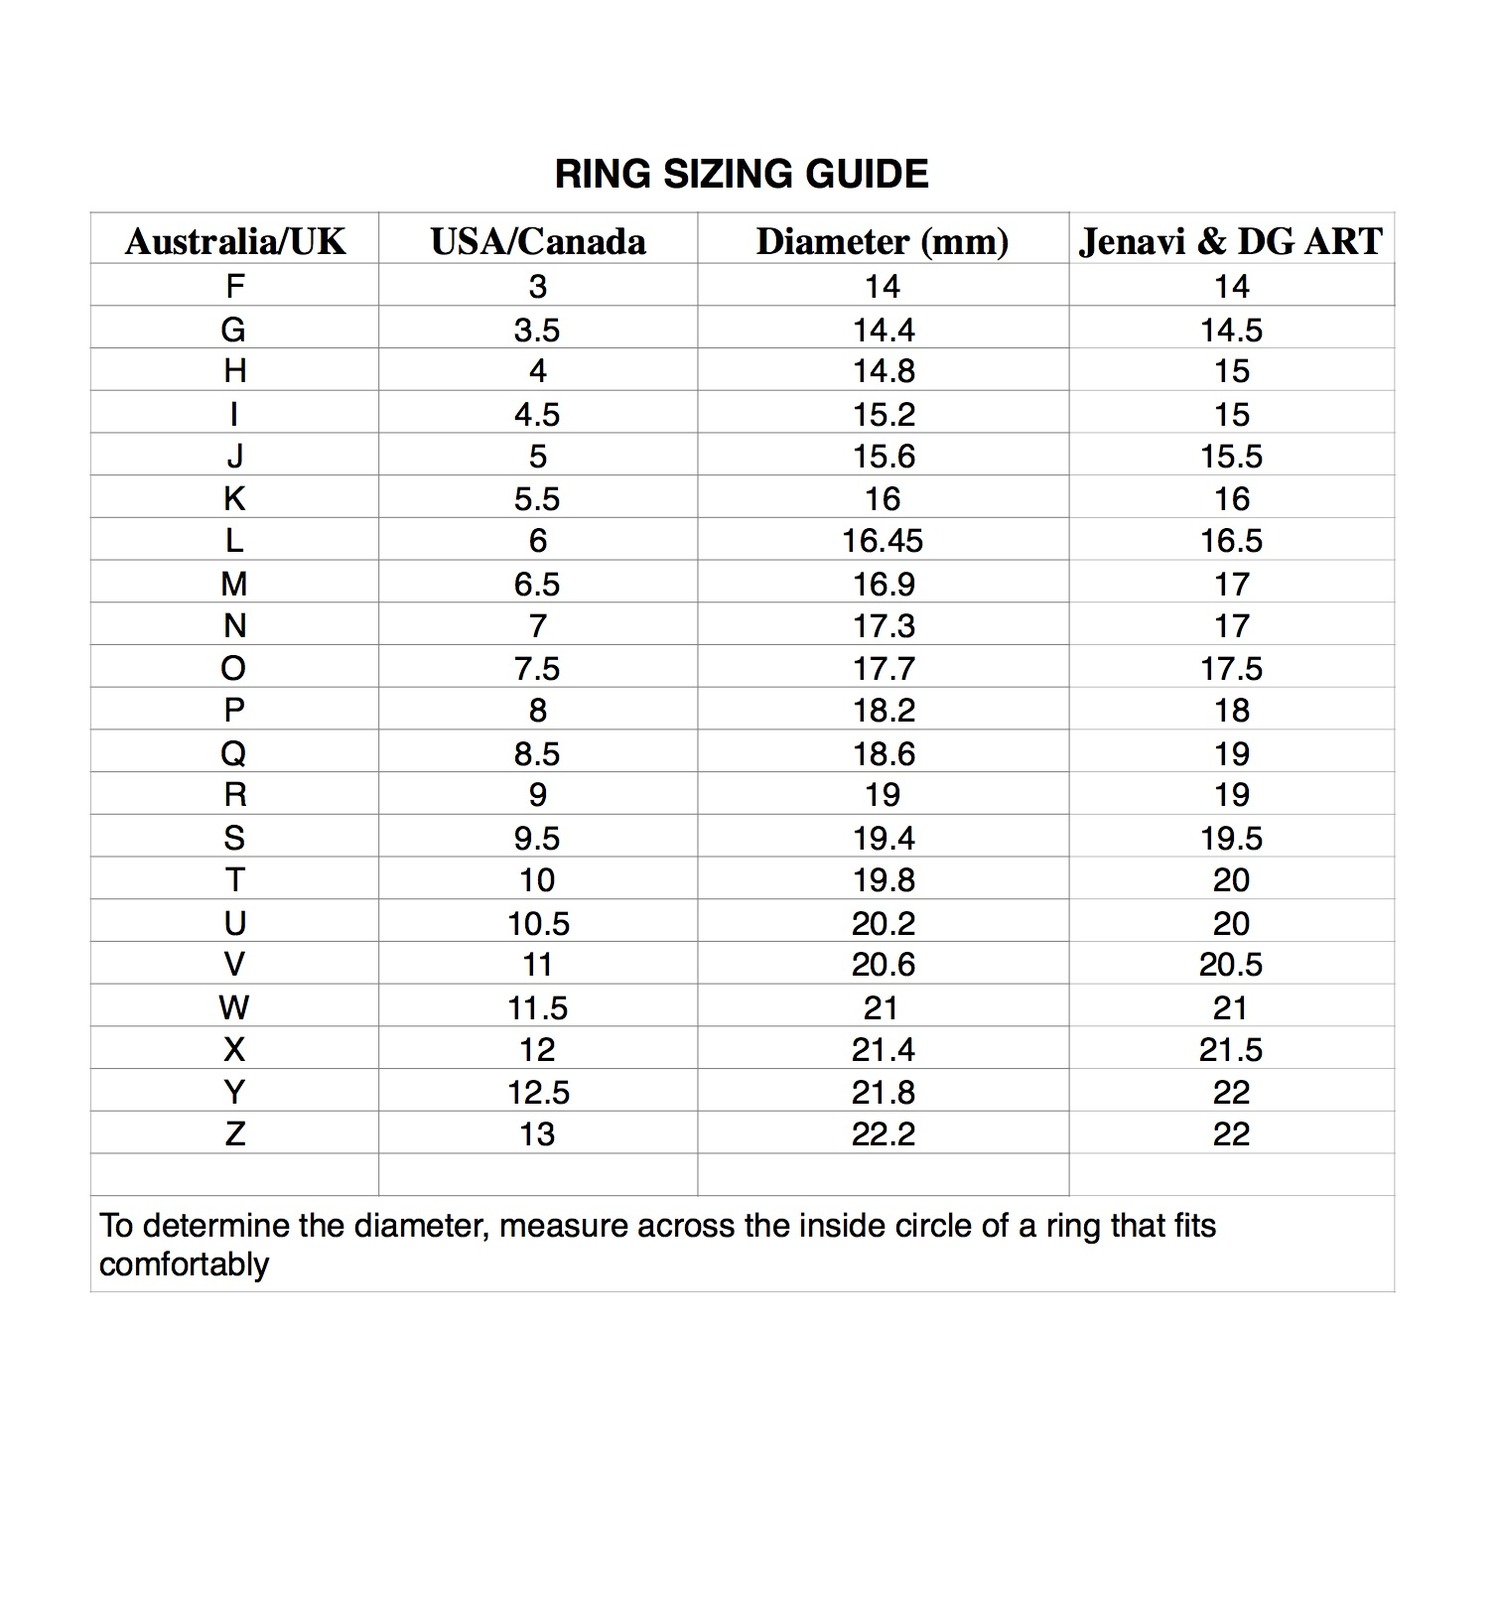 RING SIZING GUIDE
Australia/UK USA/Canada Diameter (mm) Jenavi & DG ART
F 3 14 14
G 3.5 14.4 14.5
H 4 14.8 15
I 4.5 15.2 15
J 5 15.6 15.5
K 5.5 16 16
L 6 16.45 16.5
M 6.5 16.9 17
N 7 17.3 17
O 7.5 17.7 17.5
P 8 18.2 18
Q 8.5 18.6 19
R 9 19 19
S 9.5 19.4 19.5
T 10 19.8 20
U 10.5 20.2 20
V 11 20.6 20.5
W 11.5 21 21
X 12 21.4 21.5
Y 12.5 21.8 22
Z 13 22.2 22
To determine the diameter, measure across the inside circle of a ring that fits
comfortably